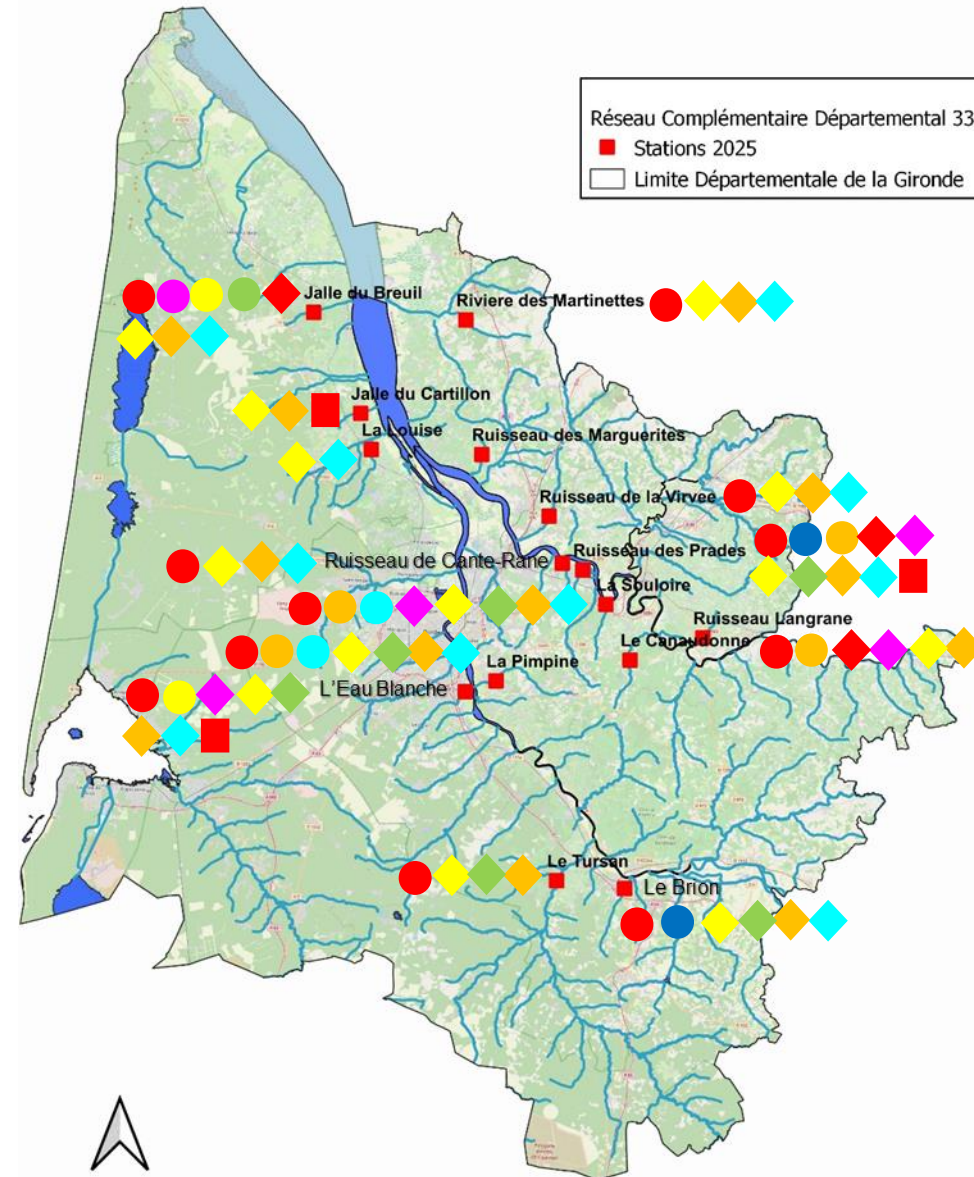 Réseau Complémentaire Départemental 33
Stations 2025
Limite Départementale de la Gironde
Jalle du Breuil
Riviere des Martinettes
Jalle du Cartillon
La Louise
Ruisseau des Marguerites
Ruisseau de la Virvee
Ruisseau de Cante-Rane
Ruisseau des Prades
La Souloire
Ruisseau Langrane
Le Canaudonne
La Pimpine
L'Eau Blanche
Le Tursan
Le Brion